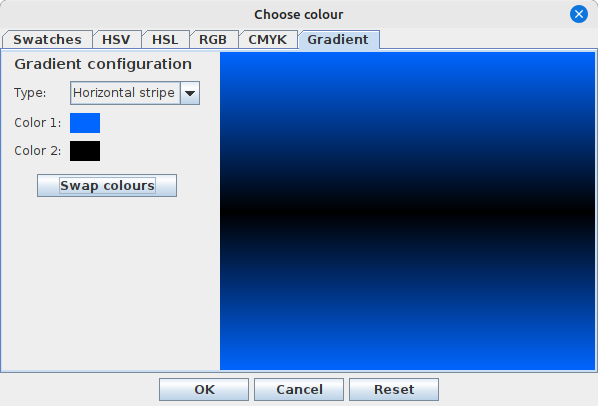 Choose colour
Swatches HSV HSL RGB CMYK Gradient
Gradient configuration
Type: Horizontal stripe
Color 1:
Color 2:
Swap colours
OK Cancel Reset